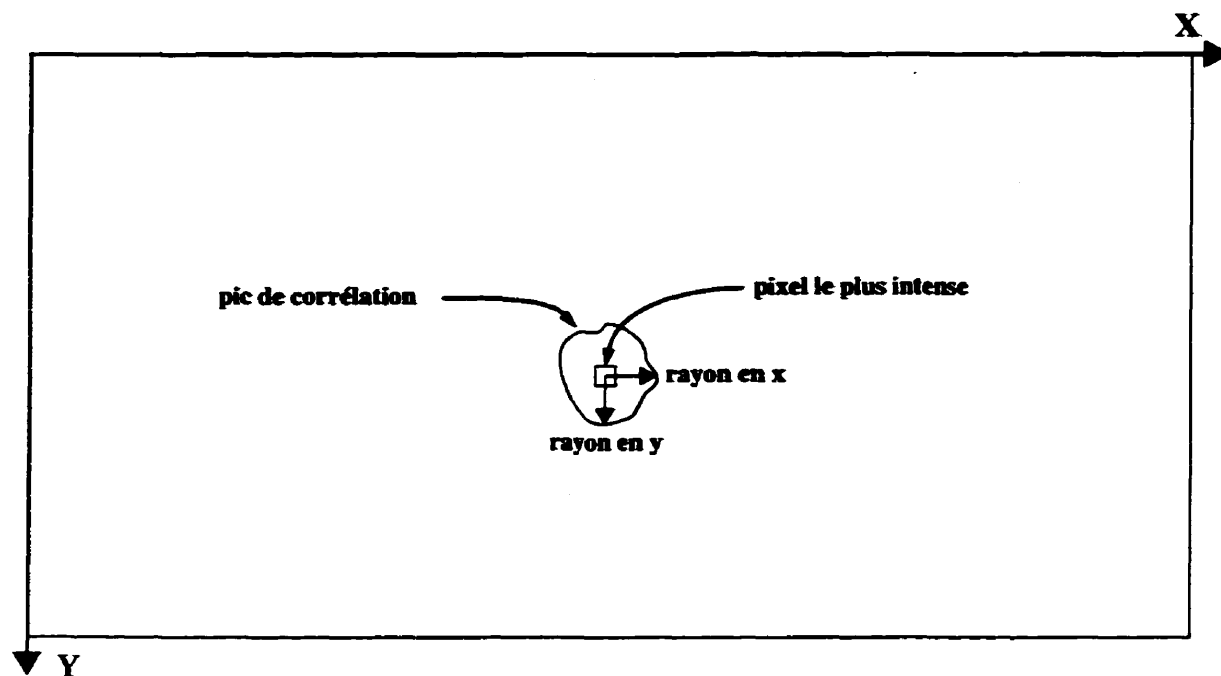 X
pic de corrélation
pixel le plus intense
rayon en x
rayon en y
Y